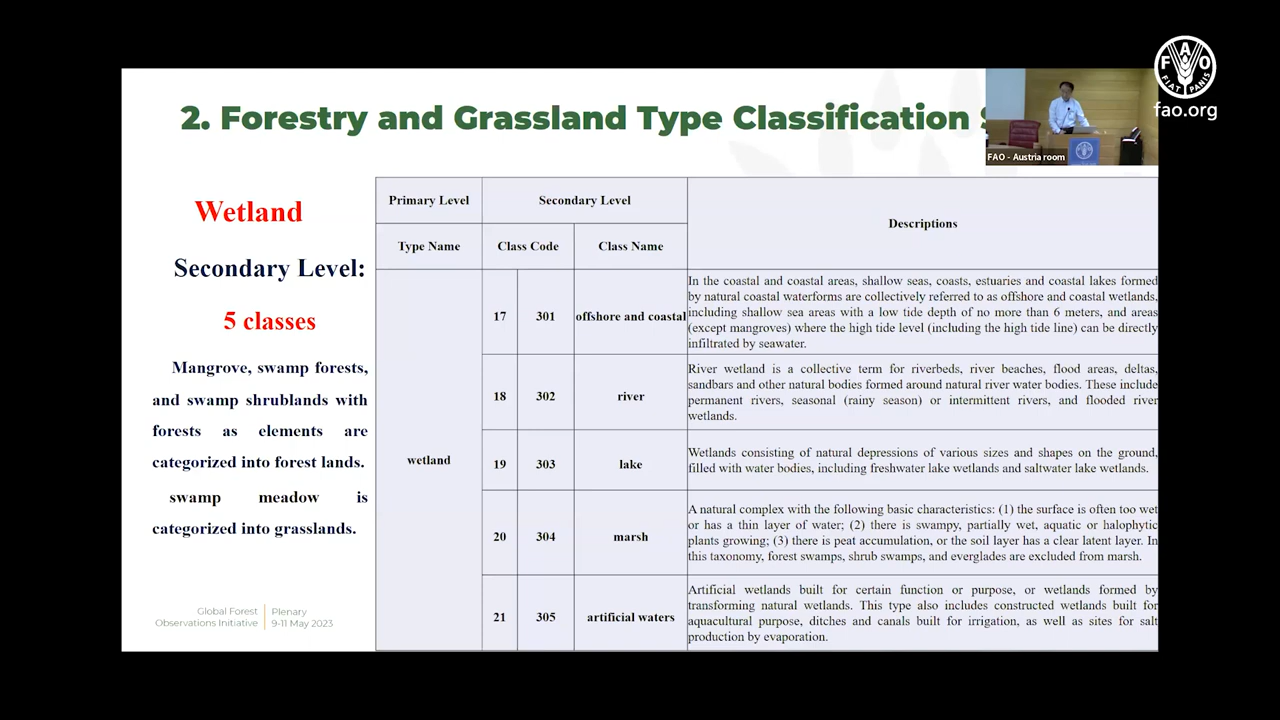 2. Forestry and Grassland Type Classification
FAO - Austria room
FAO
FIAT PANIS
fao.org
Wetland
Secondary Level:
5 classes
Mangrove, swamp forests,
and swamp shrublands with
forests as elements are
categorized into forest lands.
swamp meadow is
categorized into grasslands.
Global Forest
Observations Initiative
Plenary
9-11 May 2023
Primary Level
Secondary Level
Descriptions
Type Name
Class Code
Class Name
wetland
17
301
offshore and coastal
In the coastal and coastal areas, shallow seas, coasts, estuaries and coastal lakes formed
by natural coastal waterforms are collectively referred to as offshore and coastal wetlands,
including shallow sea areas with a low tide depth of no more than 6 meters, and areas
(except mangroves) where the high tide level (including the high tide line) can be directly
infiltrated by seawater.
18
302
river
River wetland is a collective term for riverbeds, river beaches, flood areas, deltas,
sandbars and other natural bodies formed around natural river water bodies. These include
permanent rivers, seasonal (rainy season) or intermittent rivers, and flooded river
wetlands.
19
303
lake
Wetlands consisting of natural depressions of various sizes and shapes on the ground,
filled with water bodies, including freshwater lake wetlands and saltwater lake wetlands.
20
304
marsh
A natural complex with the following basic characteristics: (1) the surface is often too wet
or has a thin layer of water; (2) there is swampy, partially wet, aquatic or halophytic
plants growing; (3) there is peat accumulation, or the soil layer has a clear latent layer. In
this taxonomy, forest swamps, shrub swamps, and everglades are excluded from marsh.
21
305
artificial waters
Artificial wetlands built for certain function or purpose, or wetlands formed by
transforming natural wetlands. This type also includes constructed wetlands built for
aquacultural purpose, ditches and canals built for irrigation, as well as sites for salt
production by evaporation.